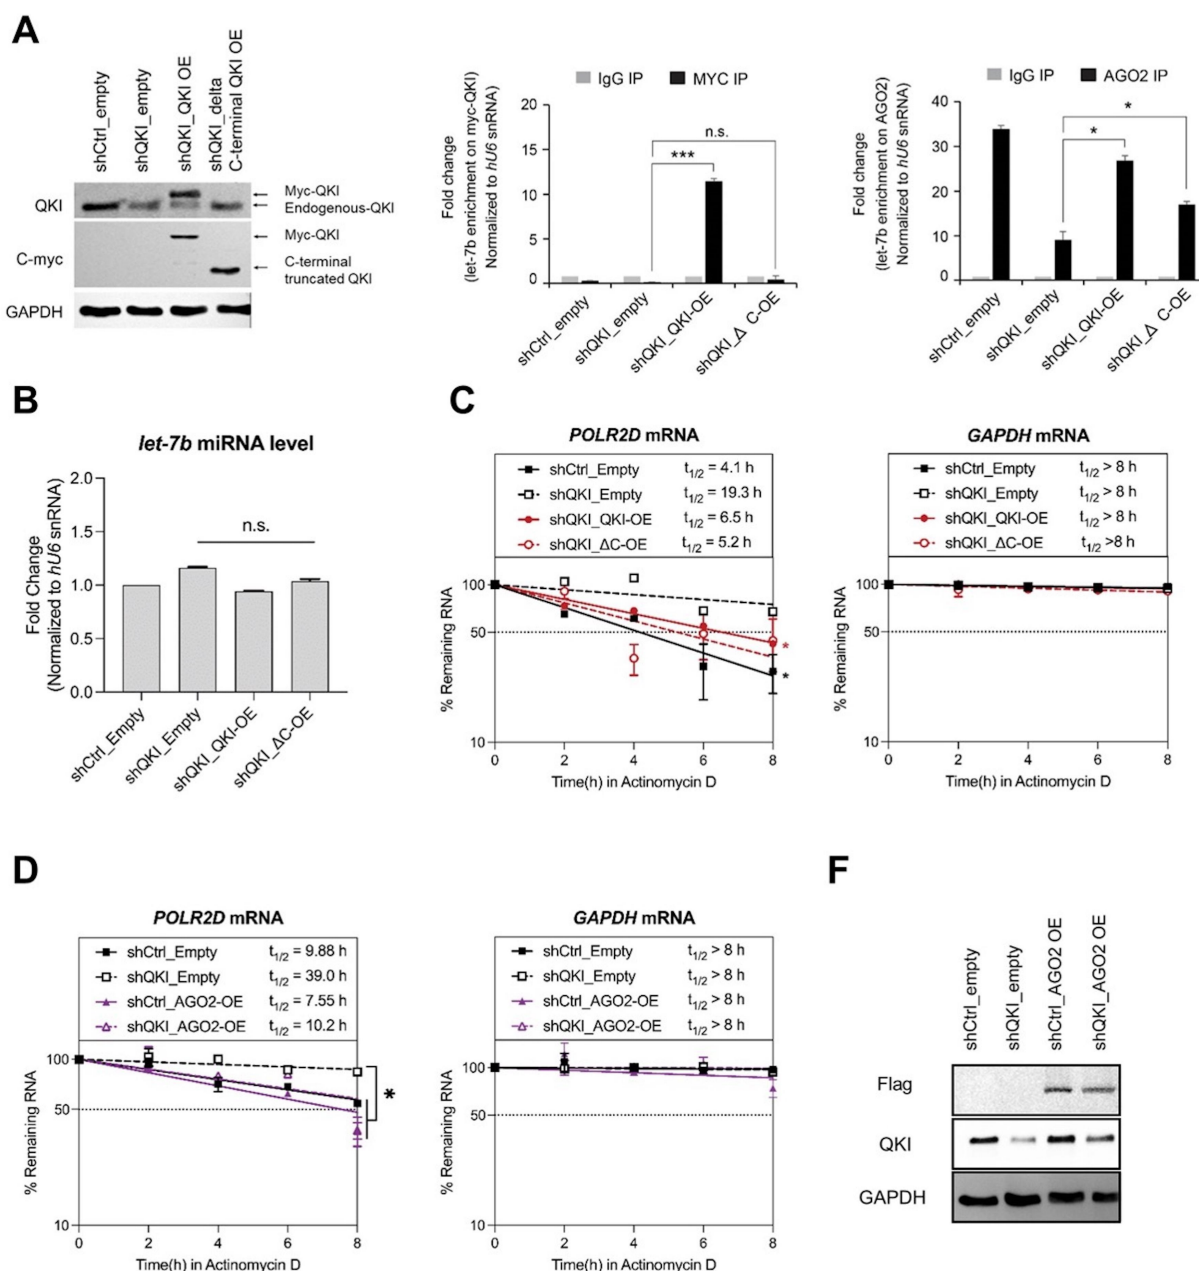 A
shCtrl_empty
shQKI_empty
shQKI_QKI OE
shQKI_delta
C-terminal QKI OE
QKI
Myc-QKI
Endogenous-QKI
C-myc
Myc-QKI
C-terminal
truncated QKI
GAPDH
IgG IP
MYC IP
Fold change
(let-7b enrichment on myc-QKI)
Normalized to hU6 snRNA)
20
15
10
5
0
n.s.
***
shCtrl_empty
shQKI_empty
shQKI_QKI-OE
shQKI_Δ C-OE
IgG IP
AGO2 IP
Fold change
(let-7b enrichment on AGO2)
Normalized to hU6 snRNA)
40
30
20
10
0
*
*
shCtrl_empty
shQKI_empty
shQKI_QKI-OE
shQKI_Δ C-OE
B
let-7b miRNA level
Fold Change
(Normalized to hU6 snRNA)
2.0
1.5
1.0
0.5
0.0
n.s.
shCtrl_Empty
shQKI_Empty
shQKI_QKI-OE
shQKI_ΔC-OE
C
POLR2D mRNA
shCtrl_Empty t1/2 = 4.1 h
shQKI_Empty t1/2 = 19.3 h
shQKI_QKI-OE t1/2 = 6.5 h
shQKI_ΔC-OE t1/2 = 5.2 h
% Remaining RNA
100
50
10
*
*
0 2 4 6 8
Time(h) in Actinomycin D
GAPDH mRNA
shCtrl_Empty t1/2 > 8 h
shQKI_Empty t1/2 > 8 h
shQKI_QKI-OE t1/2 > 8 h
shQKI_ΔC-OE t1/2 >8 h
% Remaining RNA
100
50
10
0 2 4 6 8
Time(h) in Actinomycin D
D
POLR2D mRNA
shCtrl_Empty t1/2 = 9.88 h
shQKI_Empty t1/2 = 39.0 h
shCtrl_AGO2-OE t1/2 = 7.55 h
shQKI_AGO2-OE t1/2 = 10.2 h
% Remaining RNA
100
50
10
*
0 2 4 6 8
Time(h) in Actinomycin D
GAPDH mRNA
shCtrl_Empty t1/2 > 8 h
shQKI_Empty t1/2 > 8 h
shCtrl_AGO2-OE t1/2 > 8 h
shQKI_AGO2-OE t1/2 > 8 h
% Remaining RNA
100
50
10
0 2 4 6 8
Time(h) in Actinomycin D
F
shCtrl_empty
shQKI_empty
shCtrl_AGO2 OE
shQKI_AGO2 OE
Flag
QKI
GAPDH